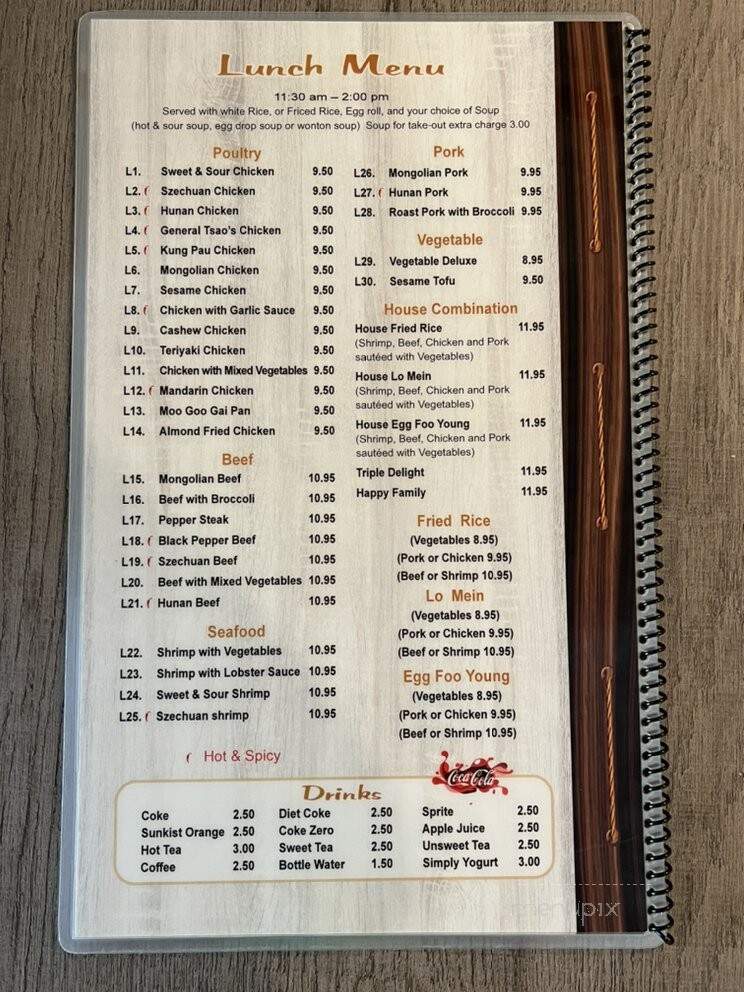 Lunch Menu
11:30 am – 2:00 pm
Served with white Rice, or Friced Rice, Egg roll, and your choice of Soup
(hot & sour soup, egg drop soup or wonton soup) Soup for take-out extra charge 3.00
Poultry
L1. Sweet & Sour Chicken 9.50
L2. Szechuan Chicken 9.50
L3. Hunan Chicken 9.50
L4. General Tsao's Chicken 9.50
L5. Kung Pau Chicken 9.50
L6. Mongolian Chicken 9.50
L7. Sesame Chicken 9.50
L8. Chicken with Garlic Sauce 9.50
L9. Cashew Chicken 9.50
L10. Teriyaki Chicken 9.50
L11. Chicken with Mixed Vegetables 9.50
L12. Mandarin Chicken 9.50
L13. Moo Goo Gai Pan 9.50
L14. Almond Fried Chicken 9.50
Beef
L15. Mongolian Beef 10.95
L16. Beef with Broccoli 10.95
L17. Pepper Steak 10.95
L18. Black Pepper Beef 10.95
L19. Szechuan Beef 10.95
L20. Beef with Mixed Vegetables 10.95
L21. Hunan Beef 10.95
Seafood
L22. Shrimp with Vegetables 10.95
L23. Shrimp with Lobster Sauce 10.95
L24. Sweet & Sour Shrimp 10.95
L25. Szechuan shrimp 10.95
Hot & Spicy
Pork
L26. Mongolian Pork 9.95
L27. Hunan Pork 9.95
L28. Roast Pork with Broccoli 9.95
Vegetable
L29. Vegetable Deluxe 8.95
L30. Sesame Tofu 9.50
House Combination
House Fried Rice 11.95
(Shrimp, Beef, Chicken and Pork
sautéed with Vegetables)
House Lo Mein 11.95
(Shrimp, Beef, Chicken and Pork
sautéed with Vegetables)
House Egg Foo Young 11.95
(Shrimp, Beef, Chicken and Pork
sautéed with Vegetables)
Triple Delight 11.95
Happy Family 11.95
Fried Rice
(Vegetables 8.95)
(Pork or Chicken 9.95)
(Beef or Shrimp 10.95)
Lo Mein
(Vegetables 8.95)
(Pork or Chicken 9.95)
(Beef or Shrimp 10.95)
Egg Foo Young
(Vegetables 8.95)
(Pork or Chicken 9.95)
(Beef or Shrimp 10.95)
Coca-Cola
Drinks
Coke 2.50 Diet Coke 2.50 Sprite 2.50
Sunkist Orange 2.50 Coke Zero 2.50 Apple Juice 2.50
Hot Tea 3.00 Sweet Tea 2.50 Unsweet Tea 2.50
Coffee 2.50 Bottle Water 1.50 Simply Yogurt 3.00
menupix